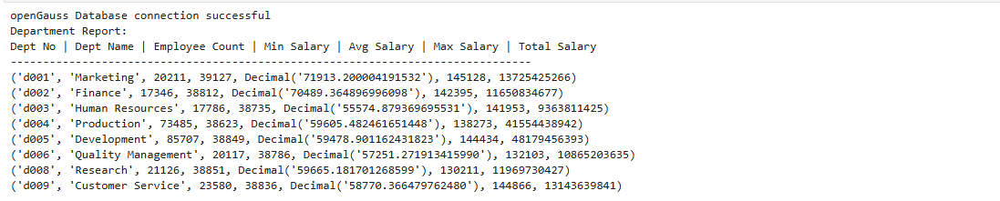 openGauss Database connection successful
Department Report:
Dept No | Dept Name | Employee Count | Min Salary | Avg Salary | Max Salary | Total Salary
--------------------------------------------------------------------------------
('d001', 'Marketing', 20211, 39127, Decimal('71913.200004191532'), 145128, 13725425266)
('d002', 'Finance', 17346, 38812, Decimal('70489.364896996098'), 142395, 11650834677)
('d003', 'Human Resources', 17786, 38735, Decimal('55574.879369695531'), 141953, 9363811425)
('d004', 'Production', 73485, 38623, Decimal('59605.482461651448'), 138273, 41554438942)
('d005', 'Development', 85707, 38849, Decimal('59478.901162431823'), 144434, 48179456393)
('d006', 'Quality Management', 20117, 38786, Decimal('57251.271913415990'), 132103, 10865203635)
('d008', 'Research', 21126, 38851, Decimal('59665.181701268599'), 130211, 11969730427)
('d009', 'Customer Service', 23580, 38836, Decimal('58770.366479762480'), 144866, 13143639841)